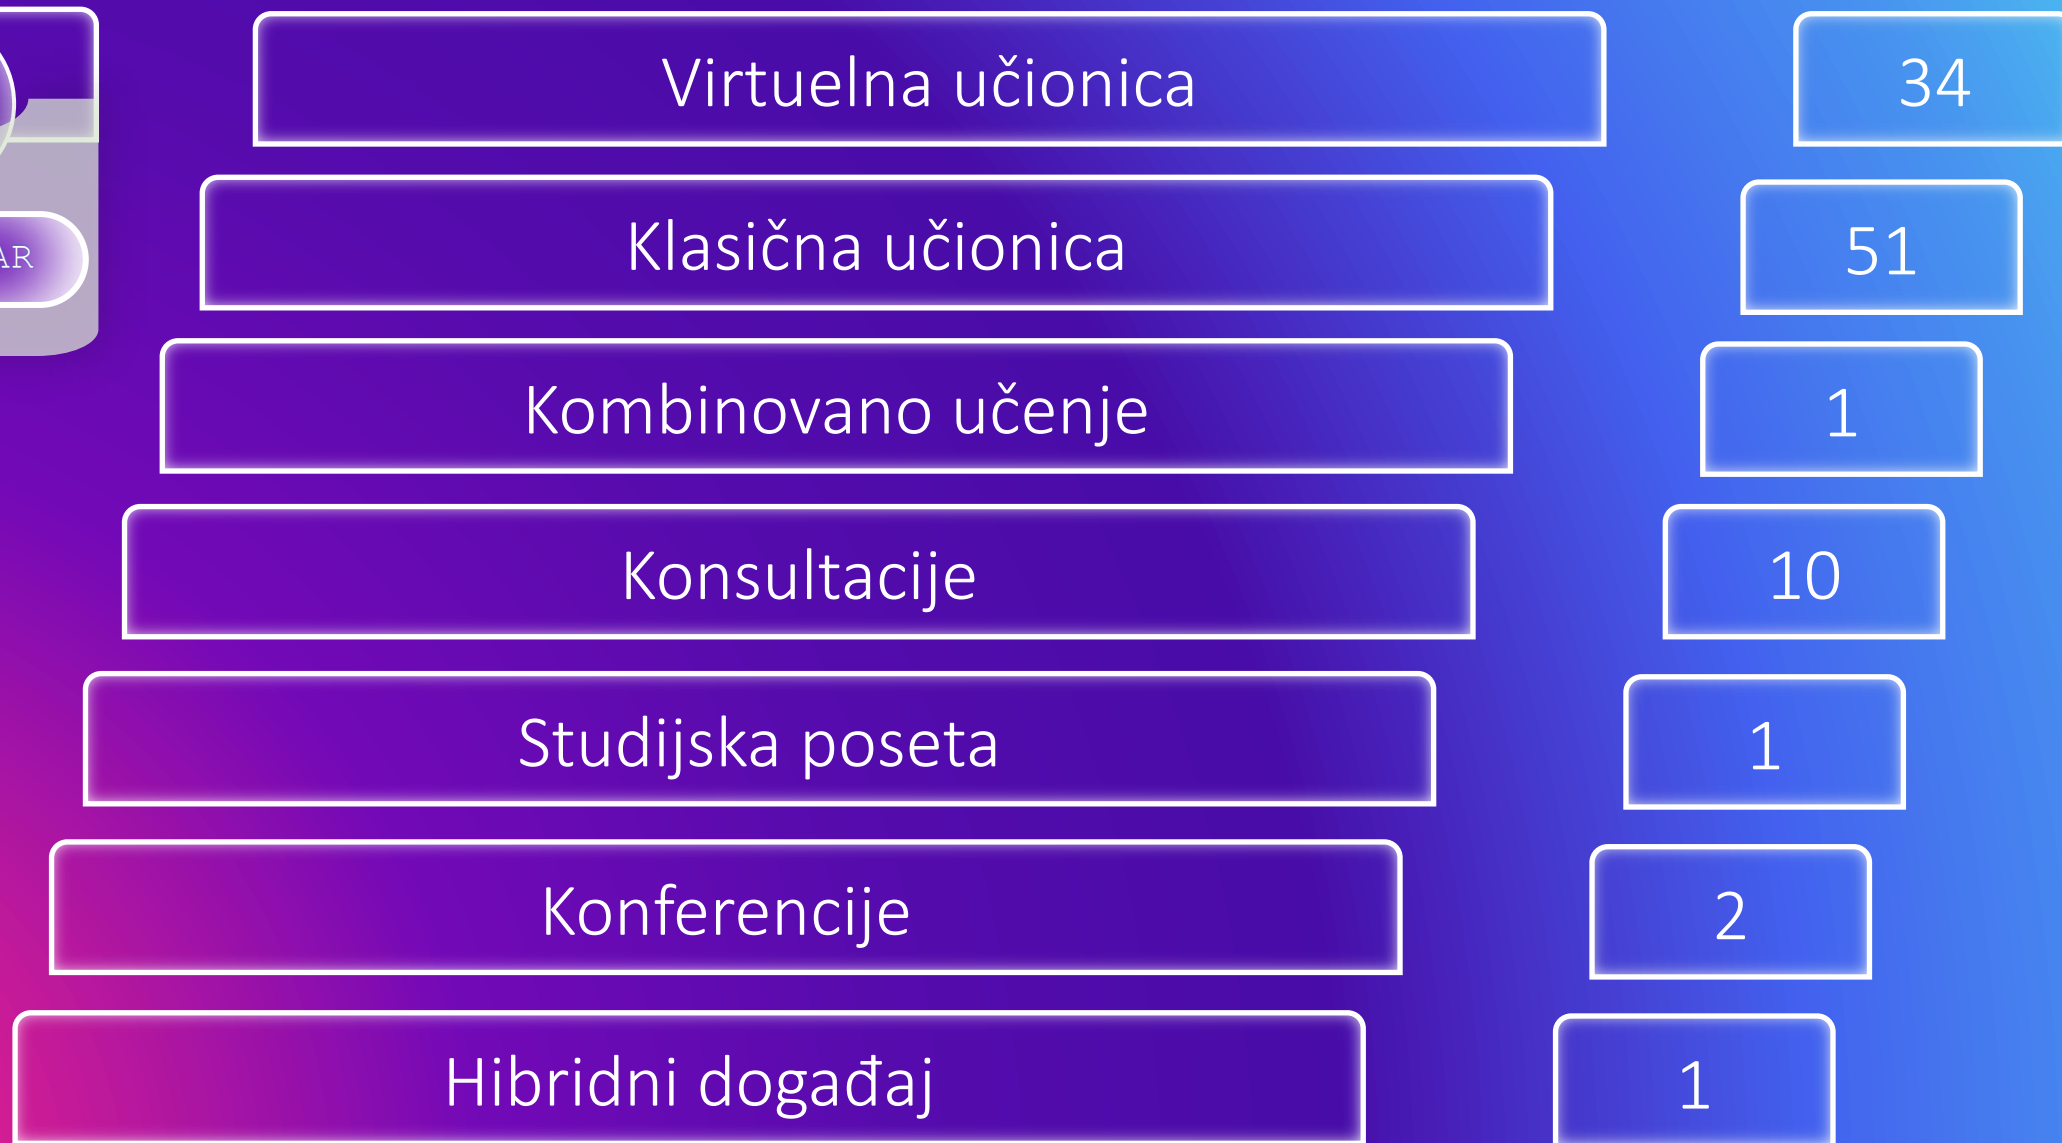 Virtuelna učionica 34
Klasična učionica 51
Kombinovano učenje 1
Konsultacije 10
Studijska poseta 1
Konferencije 2
Hibridni događaj 1